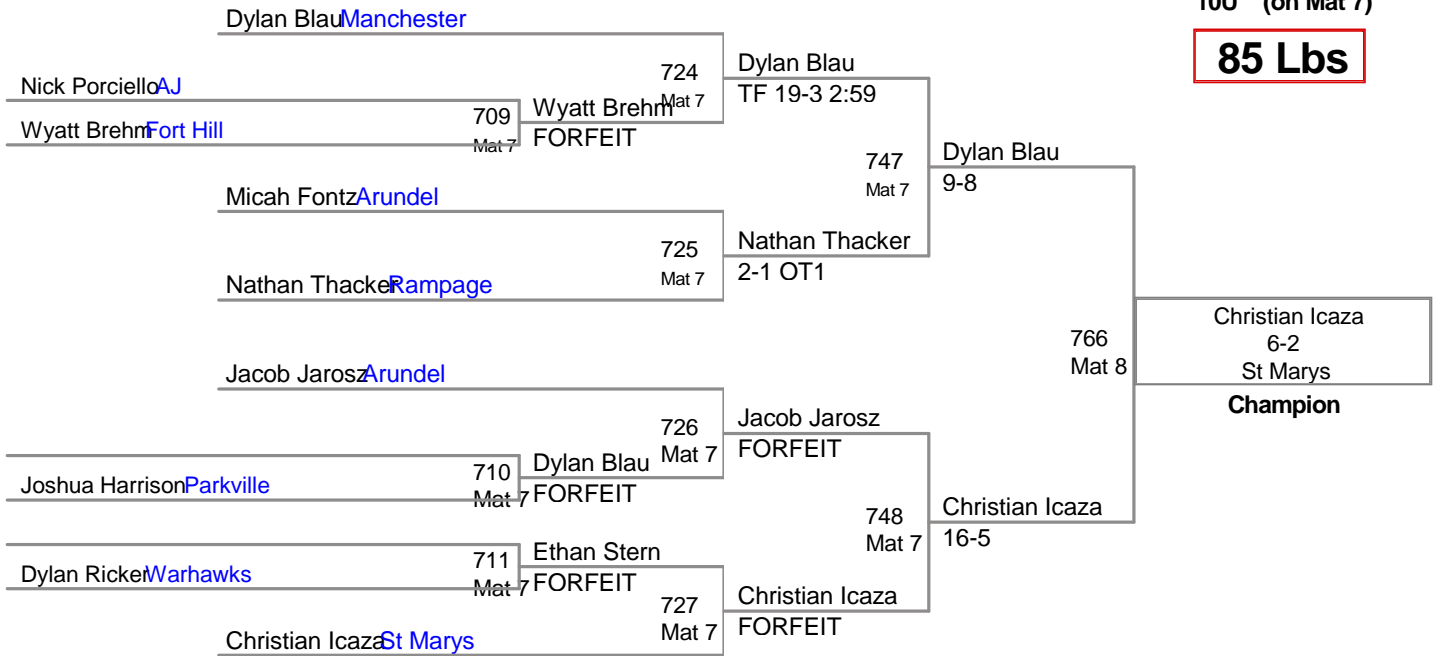 10U (on Mat 7)
85 Lbs
Dylan Blau Manchester
Nick Porciello AJ
Wyatt Brehm Fort Hill
709
Mat 7
Wyatt Brehm
FORFEIT
724
Mat 7
Dylan Blau
TF 19-3 2:59
Micah Fontz Arundel
Nathan Thacker Rampage
725
Mat 7
Nathan Thacker
2-1 OT1
747
Mat 7
Dylan Blau
9-8
Jacob Jarosz Arundel
Joshua Harrison Parkville
710
Mat 7
Dylan Blau
FORFEIT
726
Mat 7
Jacob Jarosz
FORFEIT
Dylan Ricker Warhawks
711
Mat 7
Ethan Stern
FORFEIT
Christian Icaza St Marys
727
Mat 7
Christian Icaza
FORFEIT
748
Mat 7
Christian Icaza
16-5
766
Mat 8
Christian Icaza
6-2
St Marys
Champion